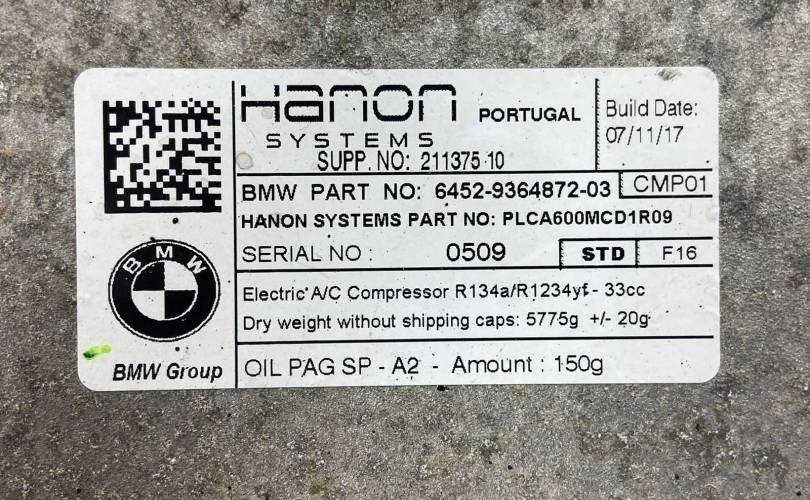 Hanon PORTUGAL
SYSTEMS
SUPP. NO: 211375 10
Build Date:
07/11/17
BMW PART NO: 6452-9364872-03 CMP01
HANON SYSTEMS PART NO: PLCA600MCD1R09
SERIAL NO : 0509 STD F16
Electric A/C Compressor R134a/R1234yf - 33cc
Dry weight without shipping caps: 5775g +/- 20g
OIL PAG SP - A2 - Amount : 150g
BMW
BMW Group